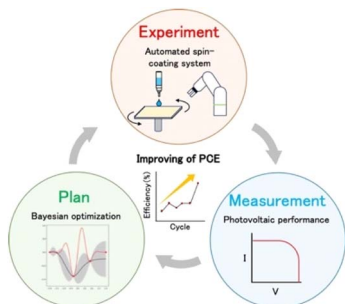 Experiment
Automated spin-
coating system
Improving of PCE
Efficiency(%)
Cycle
Plan
Bayesian optimization
Measurement
Photovoltaic performance
I
V